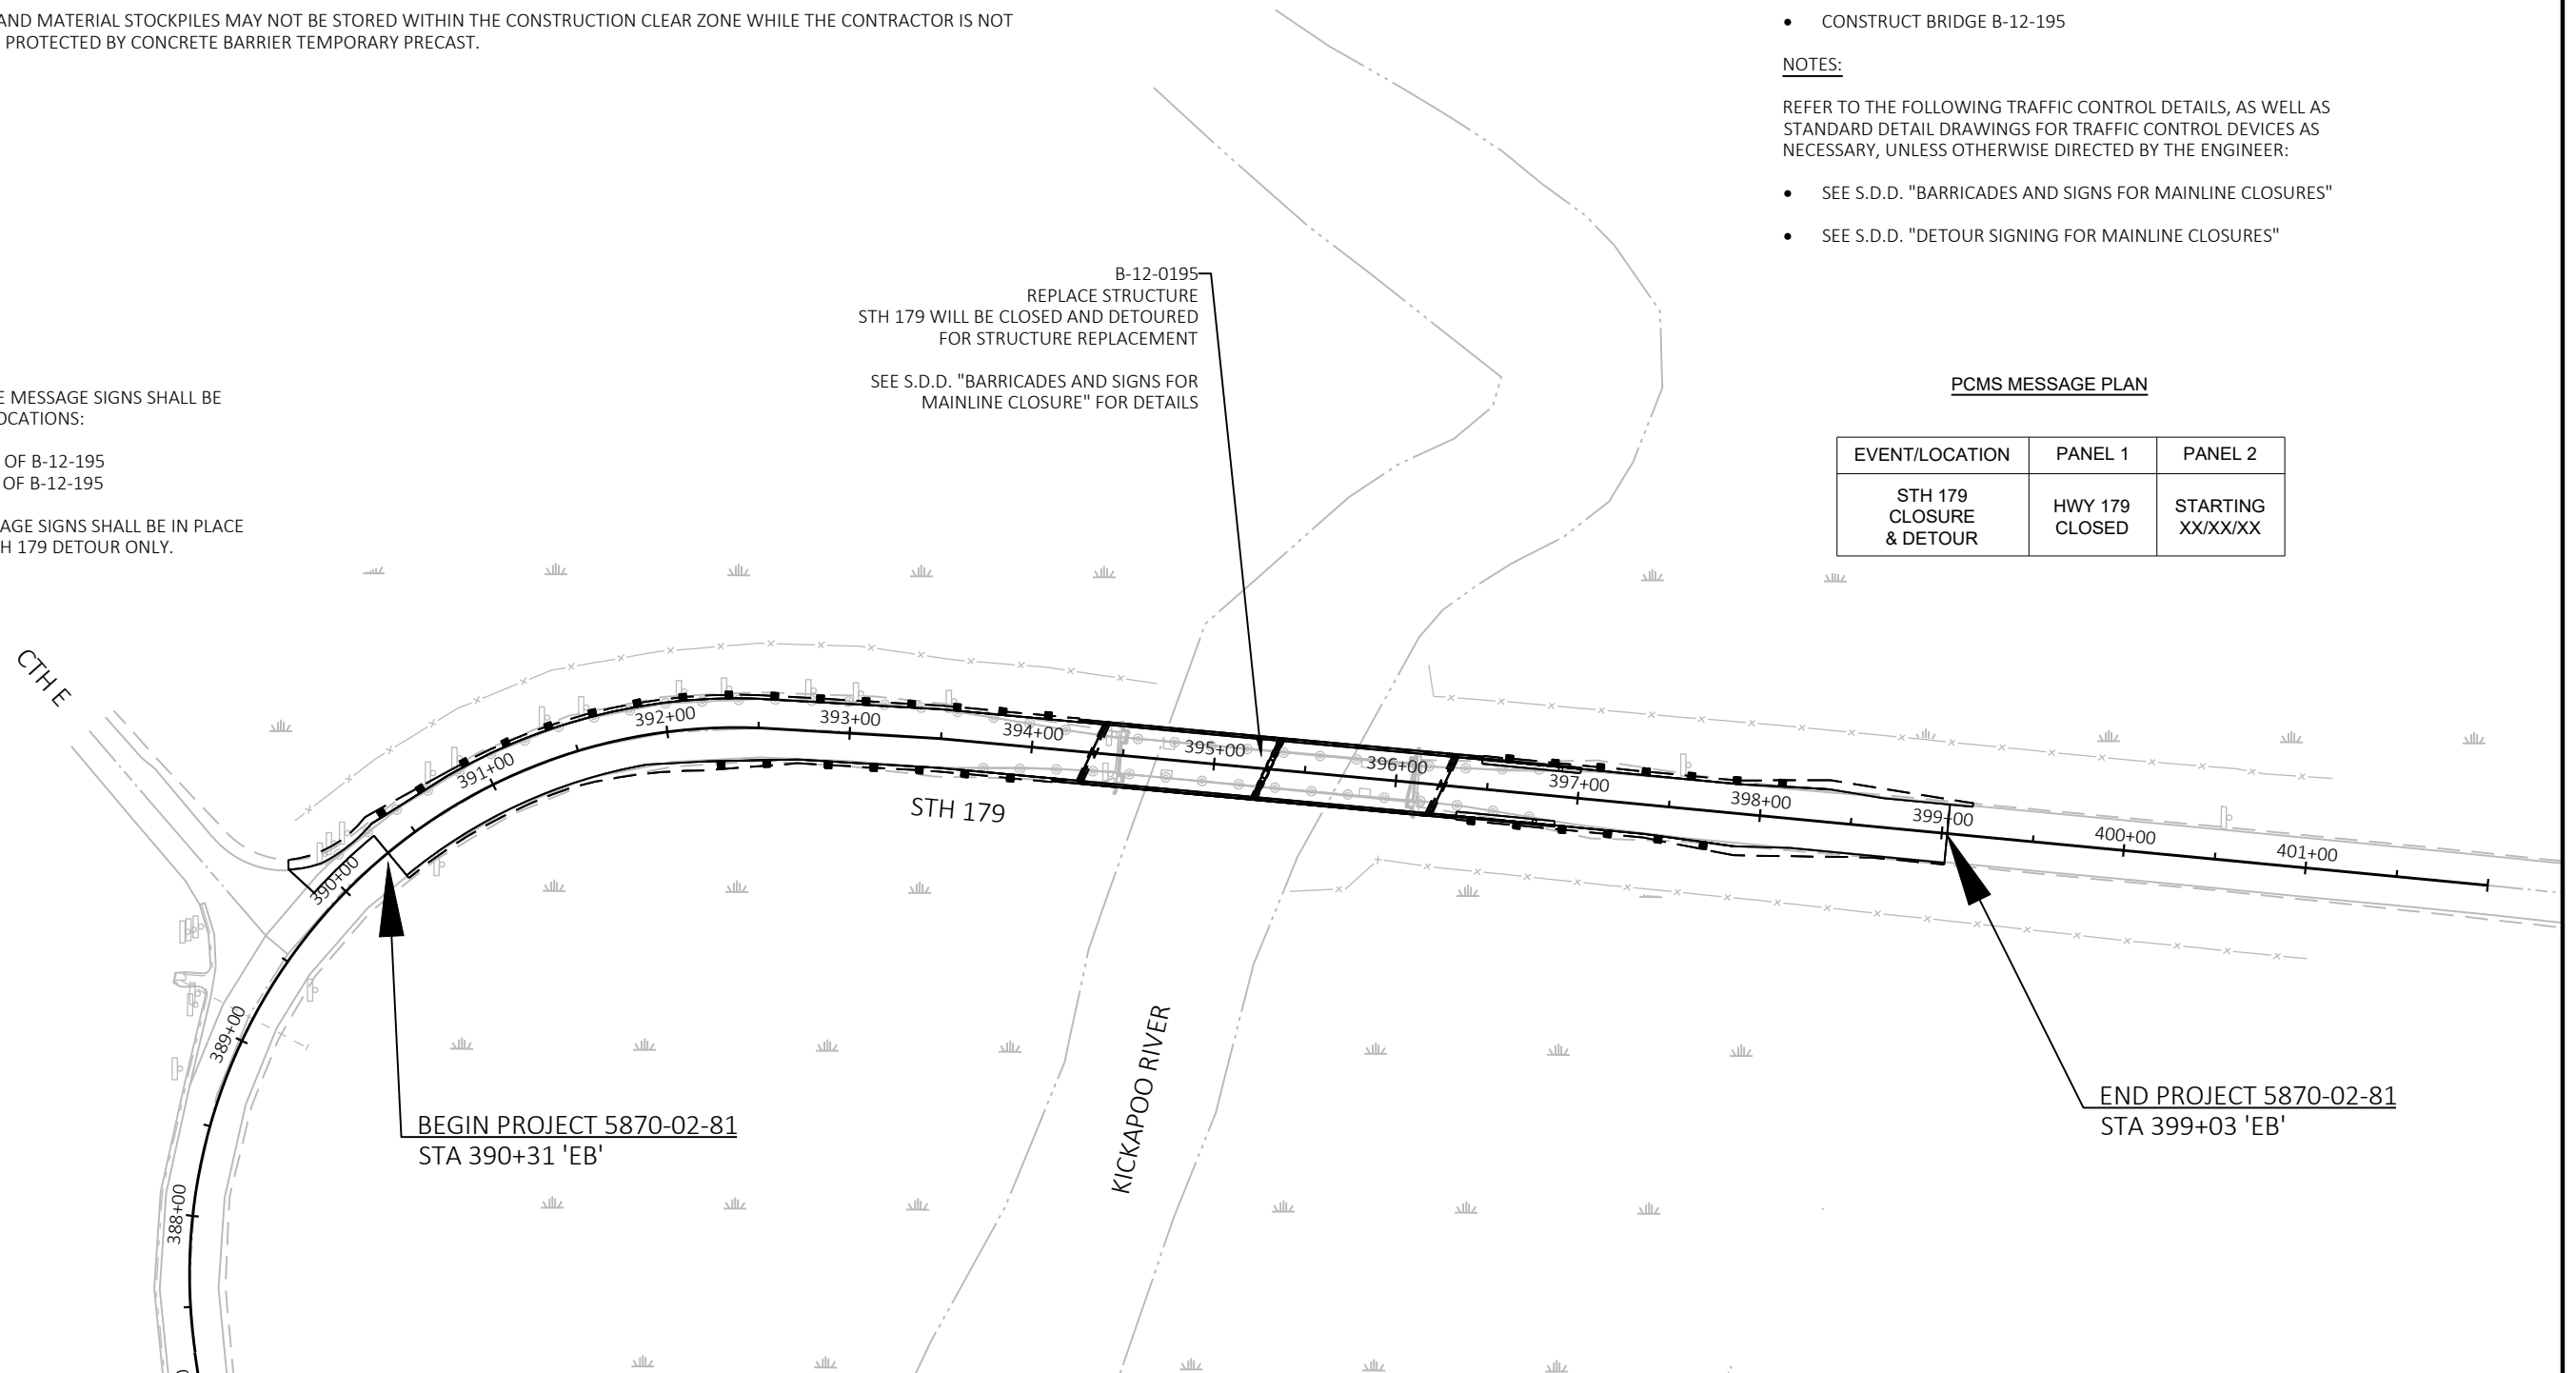 AND MATERIAL STOCKPILES MAY NOT BE STORED WITHIN THE CONSTRUCTION CLEAR ZONE WHILE THE CONTRACTOR IS NOT
PROTECTED BY CONCRETE BARRIER TEMPORARY PRECAST.
• CONSTRUCT BRIDGE B-12-195
NOTES:
REFER TO THE FOLLOWING TRAFFIC CONTROL DETAILS, AS WELL AS
STANDARD DETAIL DRAWINGS FOR TRAFFIC CONTROL DEVICES AS
NECESSARY, UNLESS OTHERWISE DIRECTED BY THE ENGINEER:
• SEE S.D.D. "BARRICADES AND SIGNS FOR MAINLINE CLOSURES"
• SEE S.D.D. "DETOUR SIGNING FOR MAINLINE CLOSURES"
B-12-0195
REPLACE STRUCTURE
STH 179 WILL BE CLOSED AND DETOURED
FOR STRUCTURE REPLACEMENT
SEE S.D.D. "BARRICADES AND SIGNS FOR
MAINLINE CLOSURE" FOR DETAILS
MESSAGE SIGNS SHALL BE
OF B-12-195
OF B-12-195
SIGNS SHALL BE IN PLACE
179 DETOUR ONLY.
PCMS MESSAGE PLAN
EVENT/LOCATION PANEL 1 PANEL 2
STH 179
CLOSURE
& DETOUR
HWY 179
CLOSED
STARTING
XX/XX/XX
CTH E
388+00
389+00
390+00
391+00
392+00
393+00
394+00
395+00
396+00
397+00
398+00
399+00
400+00
401+00
STH 179
KICKAPOO RIVER
BEGIN PROJECT 5870-02-81
STA 390+31 'EB'
END PROJECT 5870-02-81
STA 399+03 'EB'